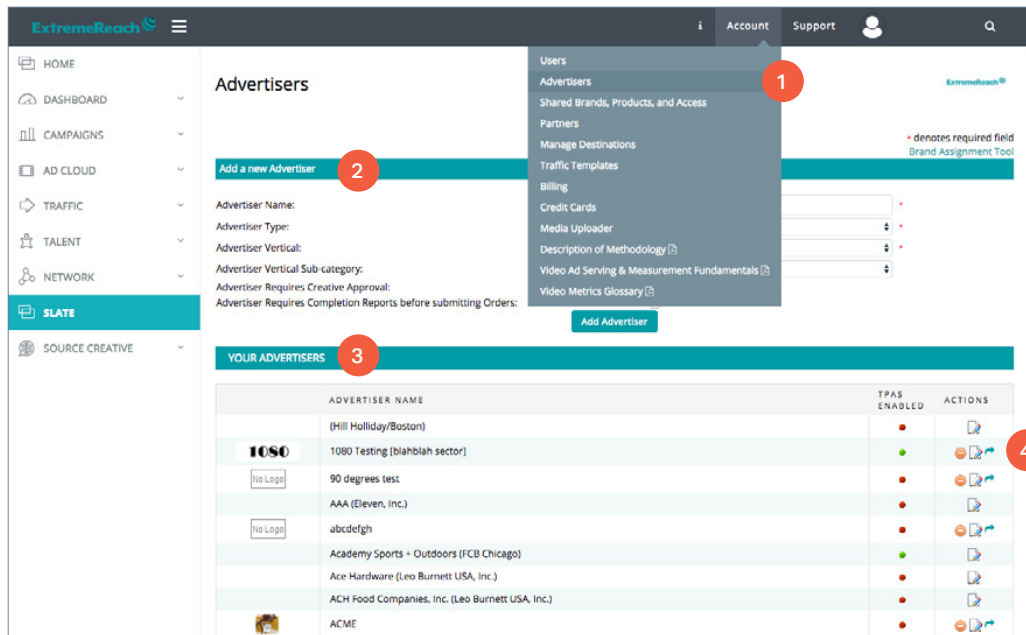 ExtremeReach
i Account Support
HOME
DASHBOARD
CAMPAIGNS
AD CLOUD
TRAFFIC
TALENT
NETWORK
SLATE
SOURCE CREATIVE
Users
Advertisers
Shared Brands, Products, and Access
Partners
Manage Destinations
Traffic Templates
Billing
Credit Cards
Media Uploader
Description of Methodology
Video Ad Serving & Measurement Fundamentals
Video Metrics Glossary
1
Advertisers
ExtremeReach
* denotes required field
Brand Assignment Tool
Add a new Advertiser 2
Advertiser Name: *
Advertiser Type: *
Advertiser Vertical: *
Advertiser Vertical Sub-category:
Advertiser Requires Creative Approval:
Advertiser Requires Completion Reports before submitting Orders:
Add Advertiser
YOUR ADVERTISERS 3
ADVERTISER NAME TPAS ENABLED ACTIONS
(Hill Holliday/Boston)
1080 1080 Testing [blahblah sector] 4
No Logo 90 degrees test
AAA (Eleven, Inc.)
No Logo abcdefgh
Academy Sports + Outdoors (FCB Chicago)
Ace Hardware (Leo Burnett USA, Inc.)
ACH Food Companies, Inc. (Leo Burnett USA, Inc.)
ACME